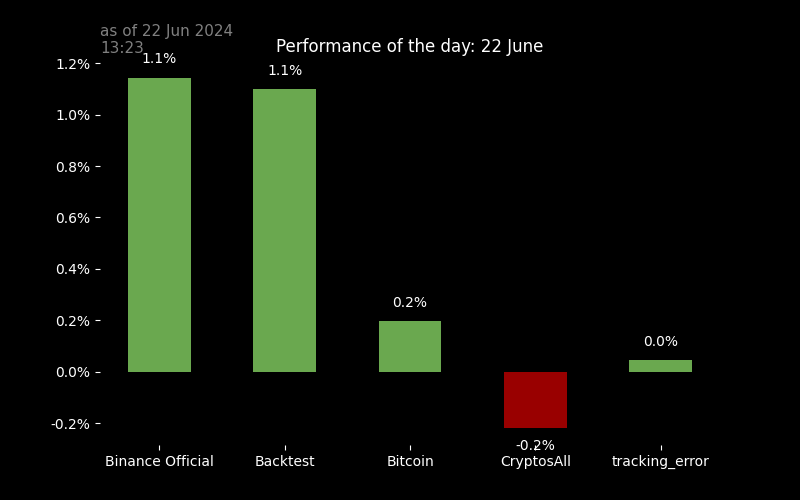 as of 22 Jun 2024
13:23
Performance of the day: 22 June
1.2%
1.0%
0.8%
0.6%
0.4%
0.2%
0.0%
-0.2%
1.1%
1.1%
0.2%
-0.2%
0.0%
Binance Official
Backtest
Bitcoin
CryptosAll
tracking_error